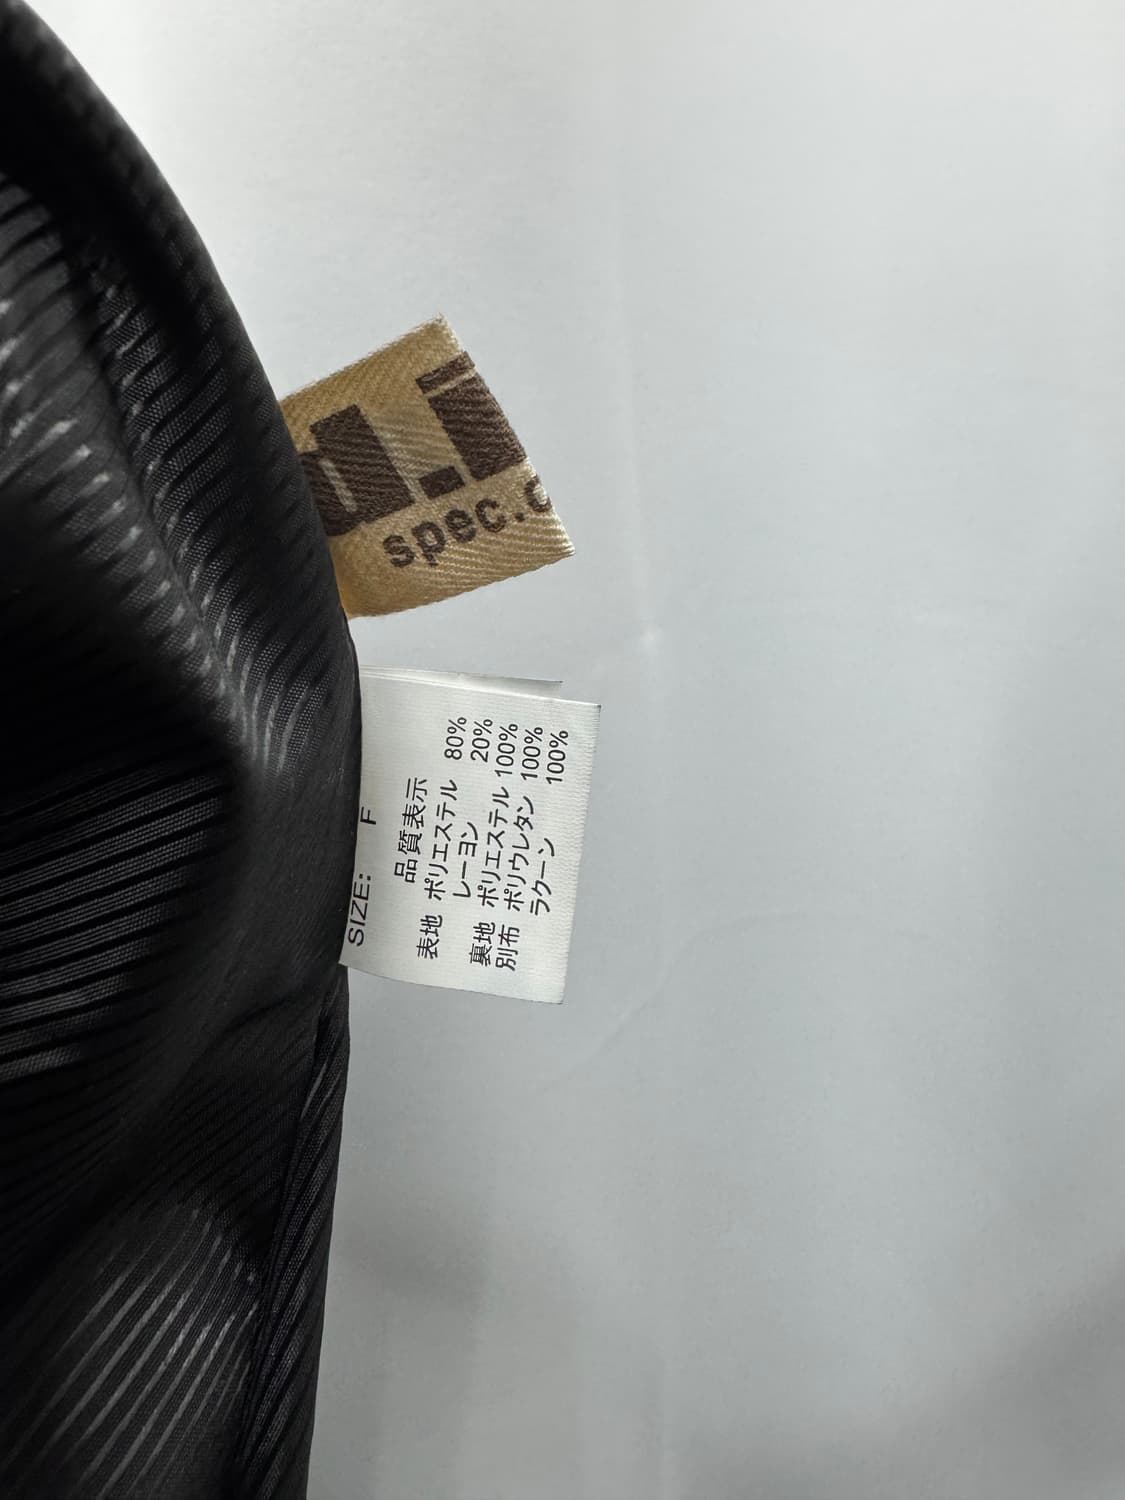 spec.
SIZE: F
品質表示
表地 ポリエステル 80%
レーヨン 20%
裏地 ポリエステル 100%
別布 ポリウレタン 100%
ラクーン 100%